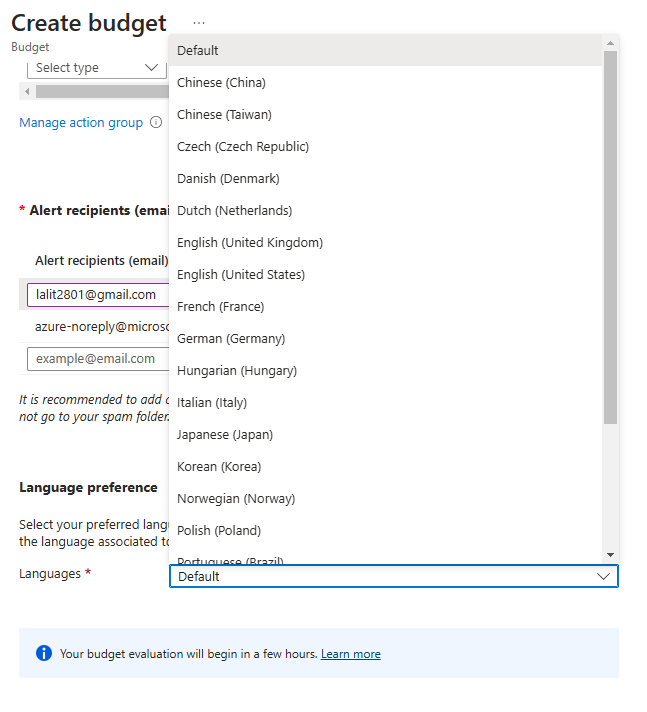 Create budget ...
Budget
Select type
Manage action group
* Alert recipients (emai
Alert recipients (email)
lalit2801@gmail.com
azure-noreply@microso
example@email.com
It is recommended to add
not go to your spam folder.
Language preference
Select your preferred langu
the language associated to
Languages *
Default
Chinese (China)
Chinese (Taiwan)
Czech (Czech Republic)
Danish (Denmark)
Dutch (Netherlands)
English (United Kingdom)
English (United States)
French (France)
German (Germany)
Hungarian (Hungary)
Italian (Italy)
Japanese (Japan)
Korean (Korea)
Norwegian (Norway)
Polish (Poland)
Portuguese (Brazil)
Default
Your budget evaluation will begin in a few hours. Learn more